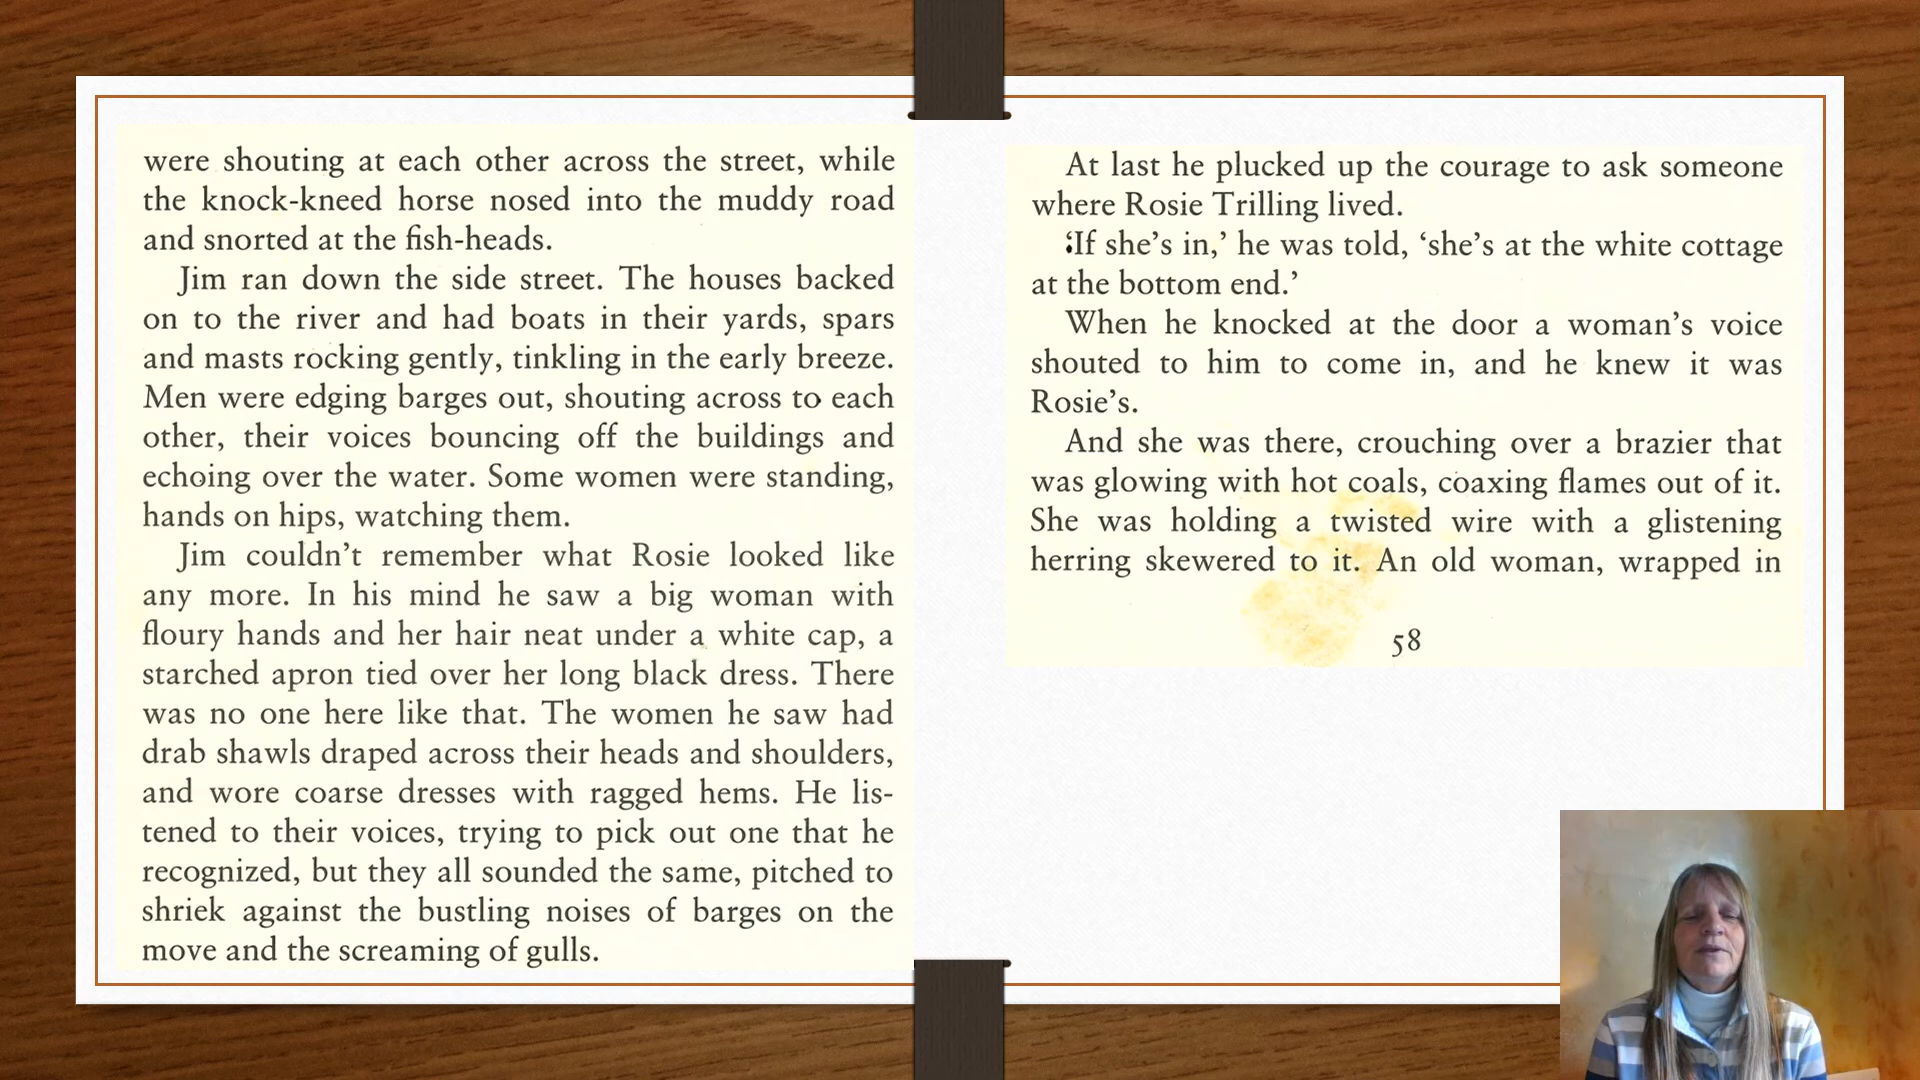 were shouting at each other across the street, while
the knock-kneed horse nosed into the muddy road
and snorted at the fish-heads.
Jim ran down the side street. The houses backed
on to the river and had boats in their yards, spars
and masts rocking gently, tinkling in the early breeze.
Men were edging barges out, shouting across to each
other, their voices bouncing off the buildings and
echoing over the water. Some women were standing,
hands on hips, watching them.
Jim couldn’t remember what Rosie looked like
any more. In his mind he saw a big woman with
floury hands and her hair neat under a white cap, a
starched apron tied over her long black dress. There
was no one here like that. The women he saw had
drab shawls draped across their heads and shoulders,
and wore coarse dresses with ragged hems. He lis-
tened to their voices, trying to pick out one that he
recognized, but they all sounded the same, pitched to
shriek against the bustling noises of barges on the
move and the screaming of gulls.
At last he plucked up the courage to ask someone
where Rosie Trilling lived.
‘If she’s in,’ he was told, ‘she’s at the white cottage
at the bottom end.’
When he knocked at the door a woman’s voice
shouted to him to come in, and he knew it was
Rosie’s.
And she was there, crouching over a brazier that
was glowing with hot coals, coaxing flames out of it.
She was holding a twisted wire with a glistening
herring skewered to it. An old woman, wrapped in
58